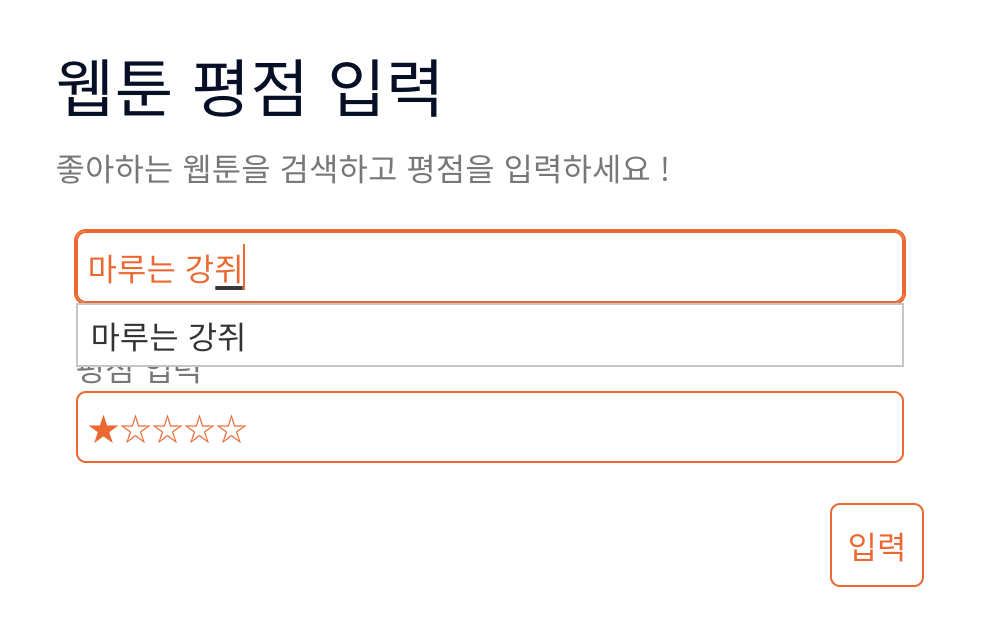 웹툰 평점 입력
좋아하는 웹툰을 검색하고 평점을 입력하세요 !
마루는 강쥐
마루는 강쥐
평점 입력
★☆☆☆☆
입력